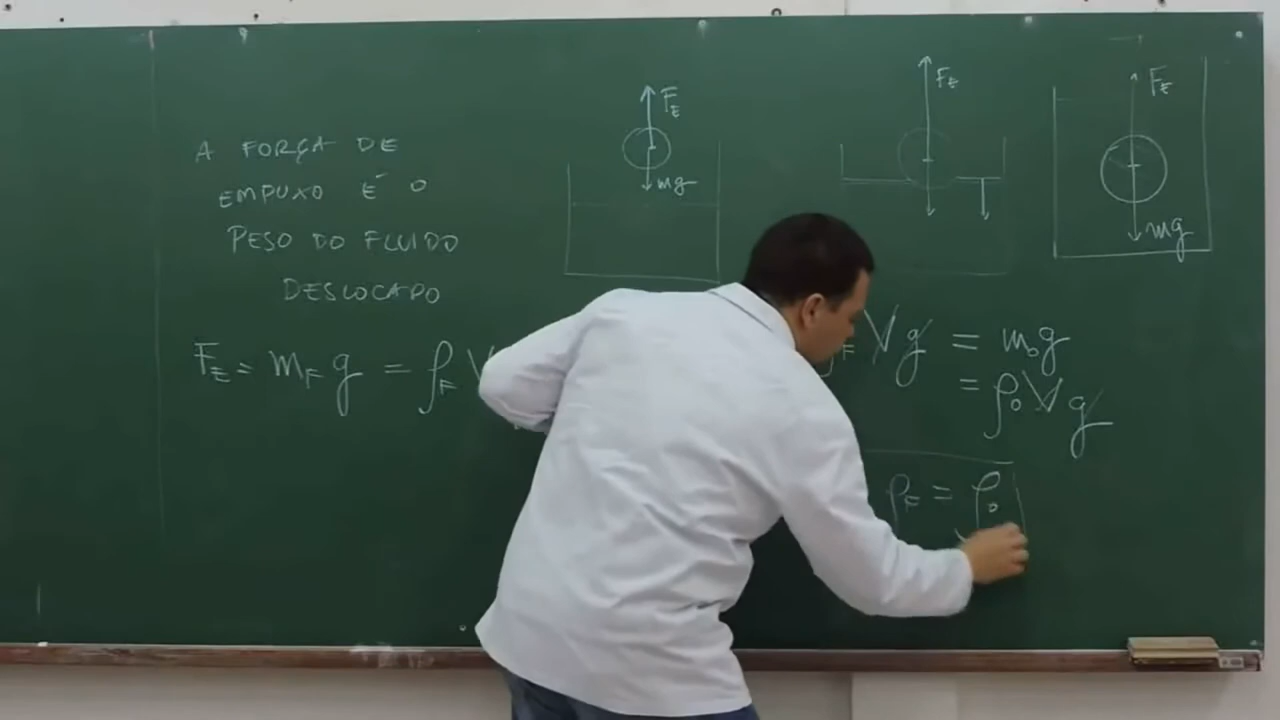 A FORÇA DE
EMPUXO É O
PESO DO FLUIDO
DESLOCADO
F_E = m_F g = ρ_F V
F_E
mg
F_E
F_E
mg
_F V g = m_o g
= ρ_o V g
ρ_F = ρ_o